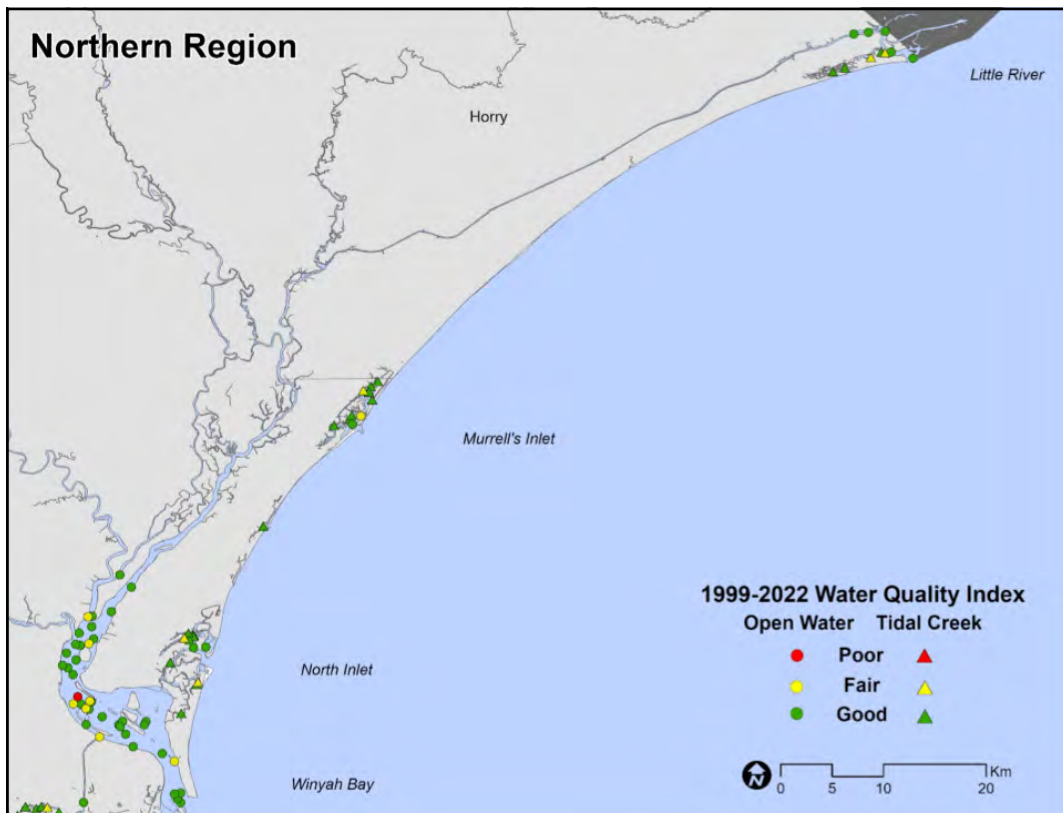 Northern Region
Little River
Horry
Murrell's Inlet
North Inlet
Winyah Bay
1999-2022 Water Quality Index
Open Water Tidal Creek
Poor
Fair
Good
N
Km
0 5 10 20